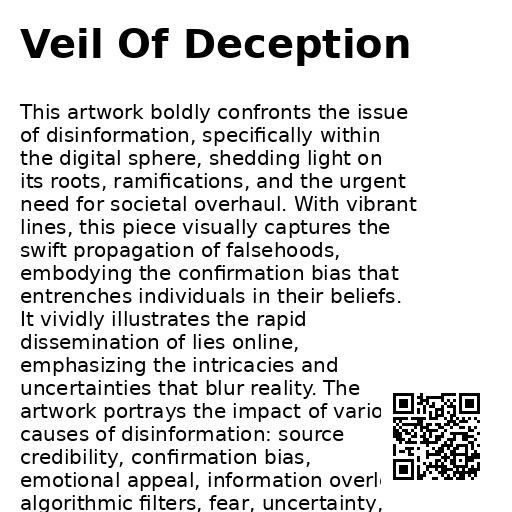 Veil Of Deception
This artwork boldly confronts the issue
of disinformation, specifically within
the digital sphere, shedding light on
its roots, ramifications, and the urgent
need for societal overhaul. With vibrant
lines, this piece visually captures the
swift propagation of falsehoods,
embodying the confirmation bias that
entrenches individuals in their beliefs.
It vividly illustrates the rapid
dissemination of lies online,
emphasizing the intricacies and
uncertainties that blur reality. The
artwork portrays the impact of vario
causes of disinformation: source
credibility, confirmation bias,
emotional appeal, information overl
algorithmic filters, fear, uncertainty,